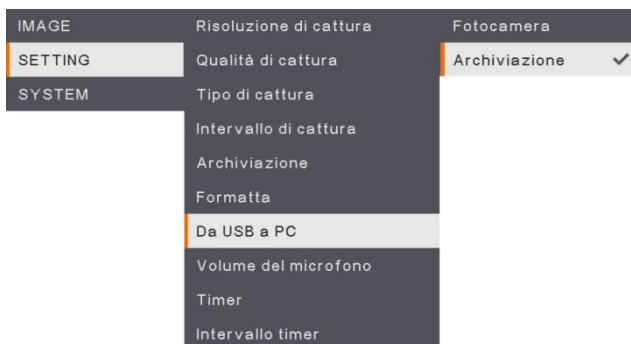 IMAGE
SETTING
SYSTEM
Risoluzione di cattura
Qualità di cattura
Tipo di cattura
Intervallo di cattura
Archiviazione
Formatta
Da USB a PC
Volume del microfono
Timer
Intervallo timer
Fotocamera
Archiviazione